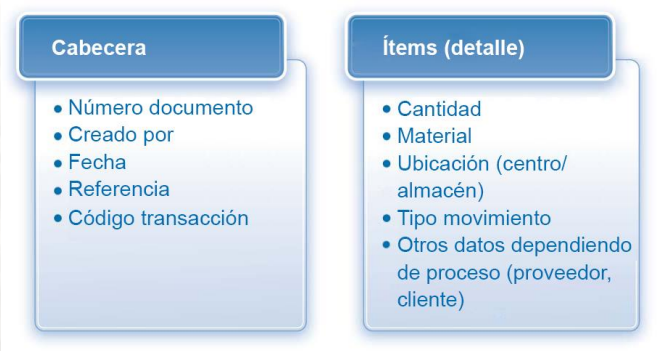 Cabecera
• Número documento
• Creado por
• Fecha
• Referencia
• Código transacción
Ítems (detalle)
• Cantidad
• Material
• Ubicación (centro/
almacén)
• Tipo movimiento
• Otros datos dependiendo
de proceso (proveedor,
cliente)